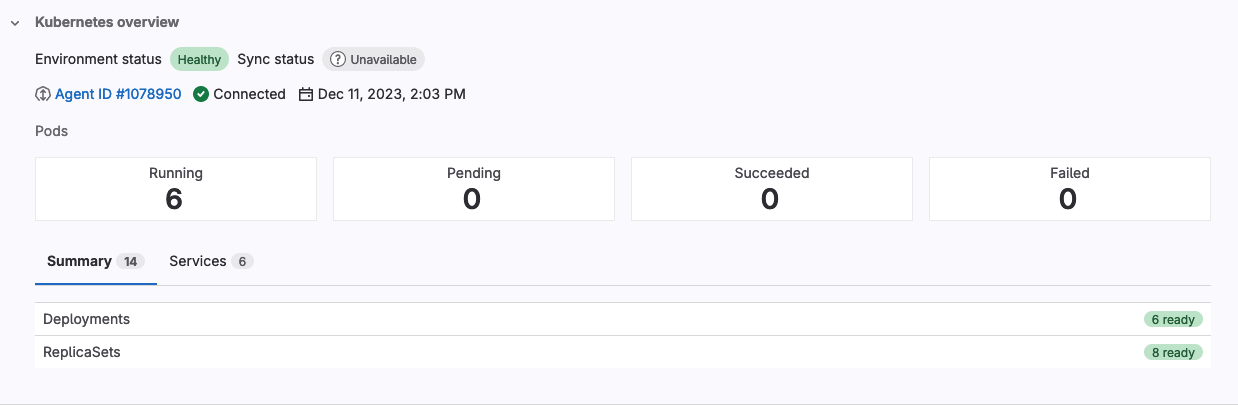 Kubernetes overview
Environment status Healthy Sync status Unavailable
Agent ID #1078950 Connected Dec 11, 2023, 2:03 PM
Pods
Running Pending Succeeded Failed
6 0 0 0
Summary 14 Services 6
Deployments 6 ready
ReplicaSets 8 ready